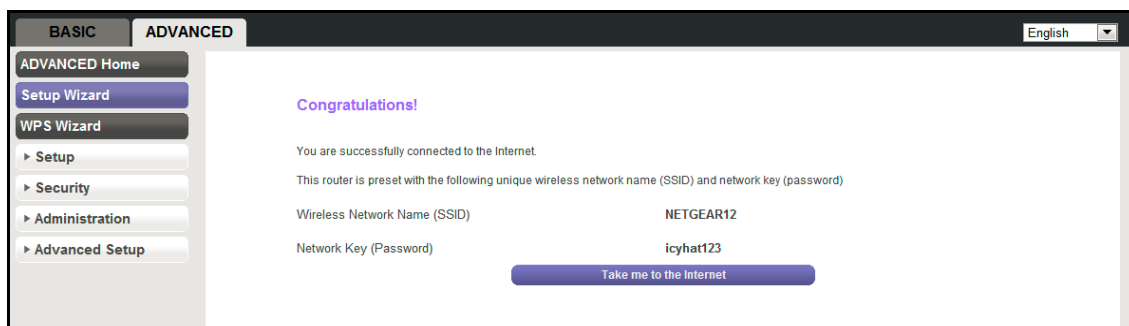 BASIC
ADVANCED
English
ADVANCED Home
Setup Wizard
WPS Wizard
Setup
Security
Administration
Advanced Setup
Congratulations!
You are successfully connected to the Internet.
This router is preset with the following unique wireless network name (SSID) and network key (password)
Wireless Network Name (SSID) NETGEAR12
Network Key (Password) icyhat123
Take me to the Internet